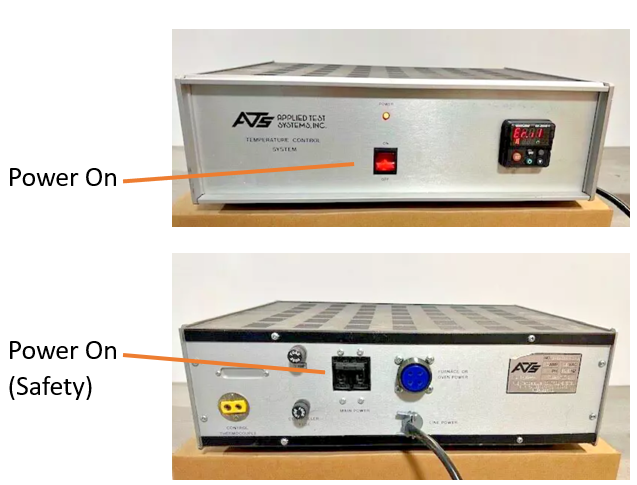 POWER
ATS APPLIED TEST
SYSTEMS, INC.
ON
TEMPERATURE CONTROL
SYSTEM
Power On
OFF
Power On
(Safety)
ATS
FURNACE OR
OVEN POWER
MAIN POWER
LINE POWER
CONTROL
THERMOCOUPLE